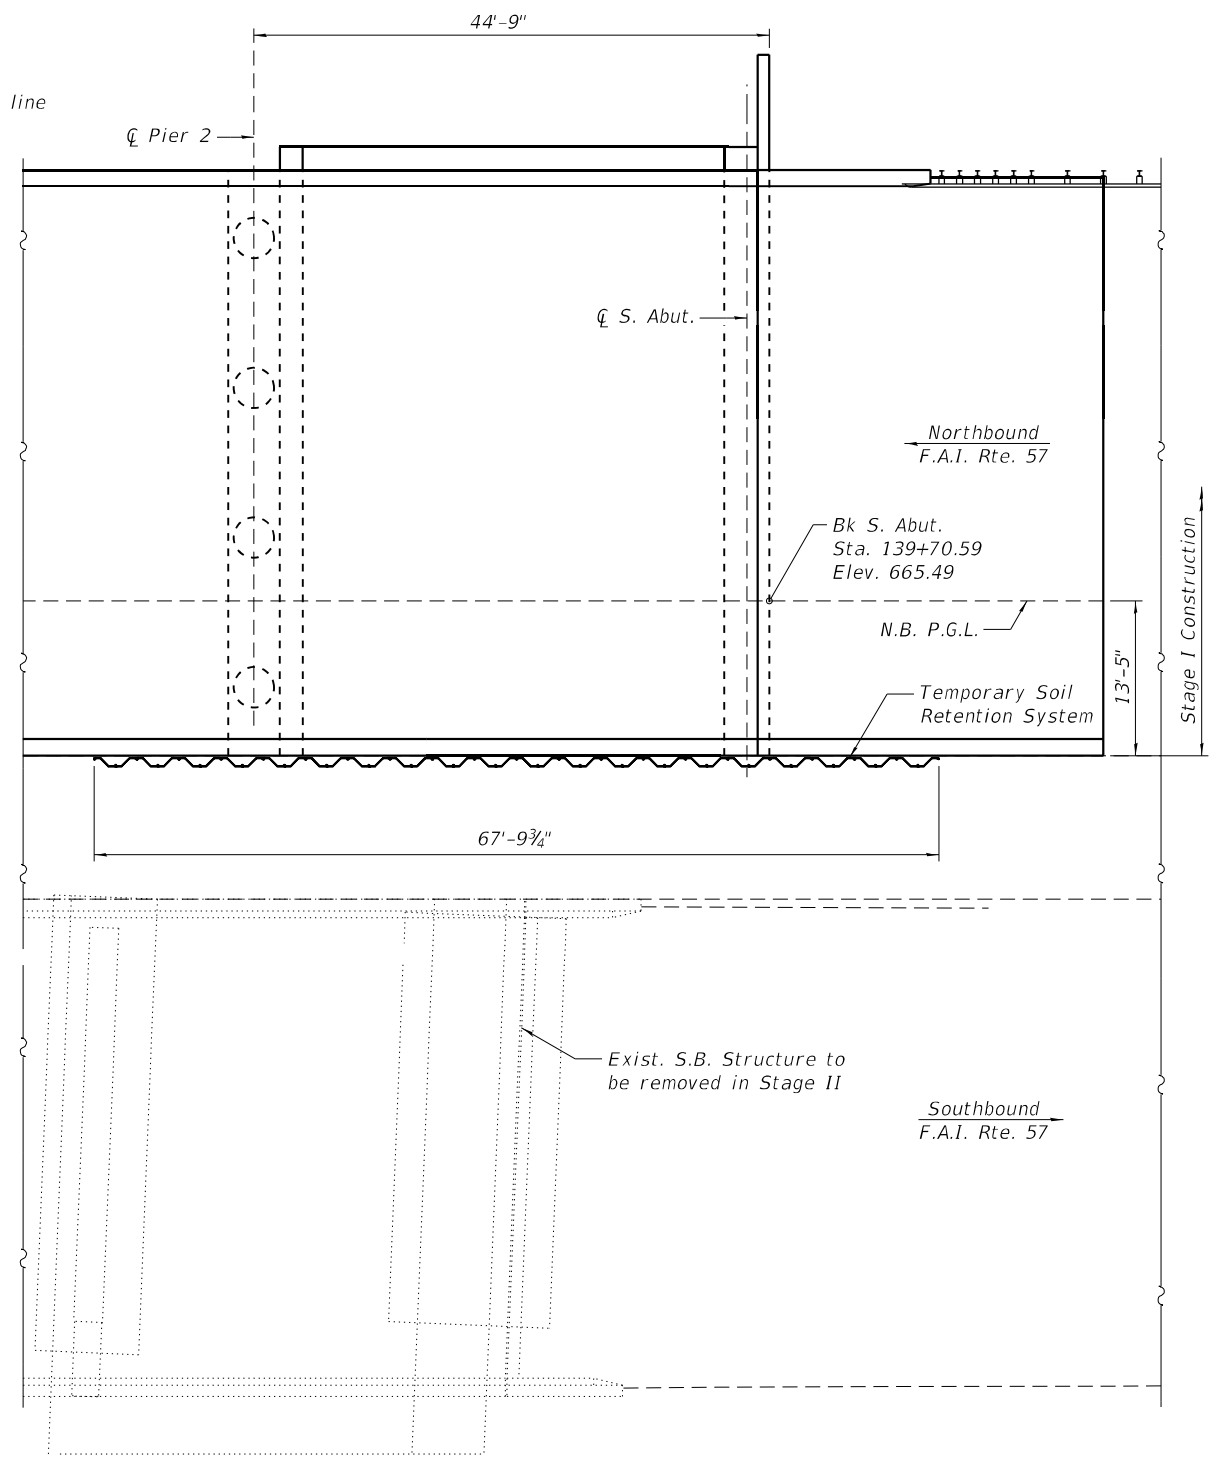 44'-9"
line
℄ Pier 2
℄ S. Abut.
Northbound
F.A.I. Rte. 57
Bk S. Abut.
Sta. 139+70.59
Elev. 665.49
N.B. P.G.L.
13'-5"
Stage I Construction
Temporary Soil
Retention System
67'-9¾"
Exist. S.B. Structure to
be removed in Stage II
Southbound
F.A.I. Rte. 57